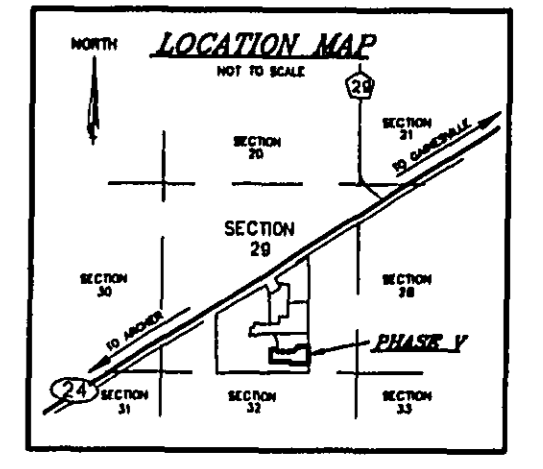 LOCATION MAP
NORTH
NOT TO SCALE
29
SECTION
21
SECTION
20
TO GAINESVILLE
SECTION
29
SECTION
30
SECTION
28
TO ARCHER
PHASE V
24
SECTION
31
SECTION
32
SECTION
33